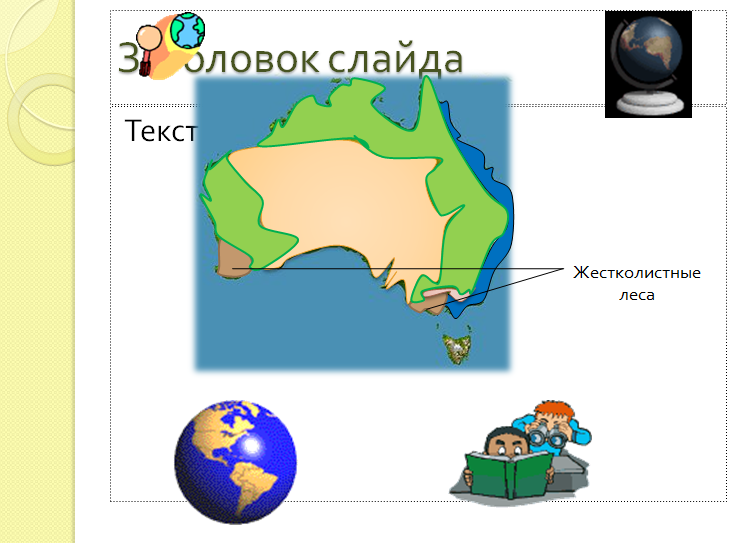 Заголовок слайда
Текст
Жестколистные
леса